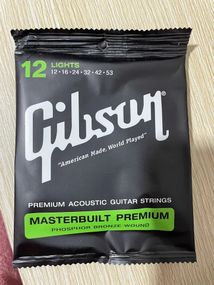 12 LIGHTS
12·16·24·32·42·53
Gibson
"American Made, World Played"
PREMIUM ACOUSTIC GUITAR STRINGS
MASTERBUILT PREMIUM
PHOSPHOR BRONZE WOUND